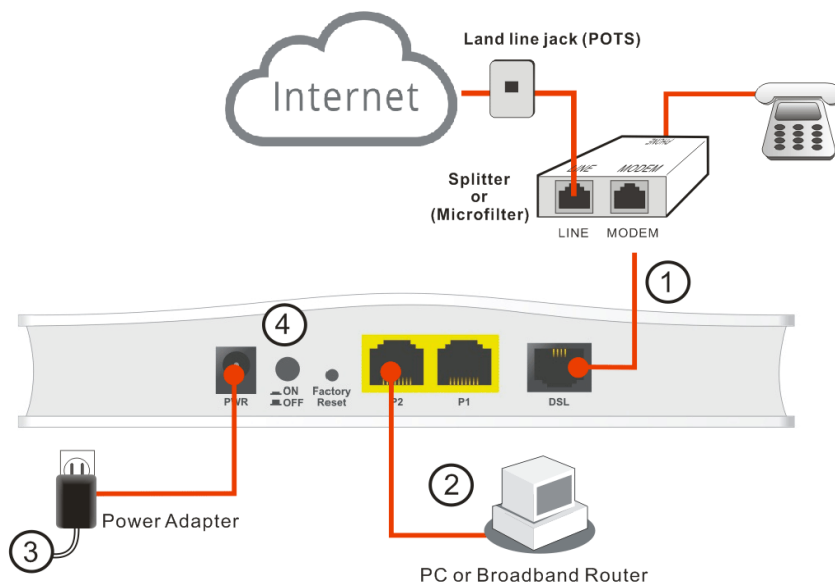 Land line jack (POTS)
Internet
PHONE
LINE MODEM
Splitter
or
(Microfilter)
LINE MODEM
1
4
ON
OFF
Factory
Reset
PWR
P2
P1
DSL
2
3
Power Adapter
PC or Broadband Router